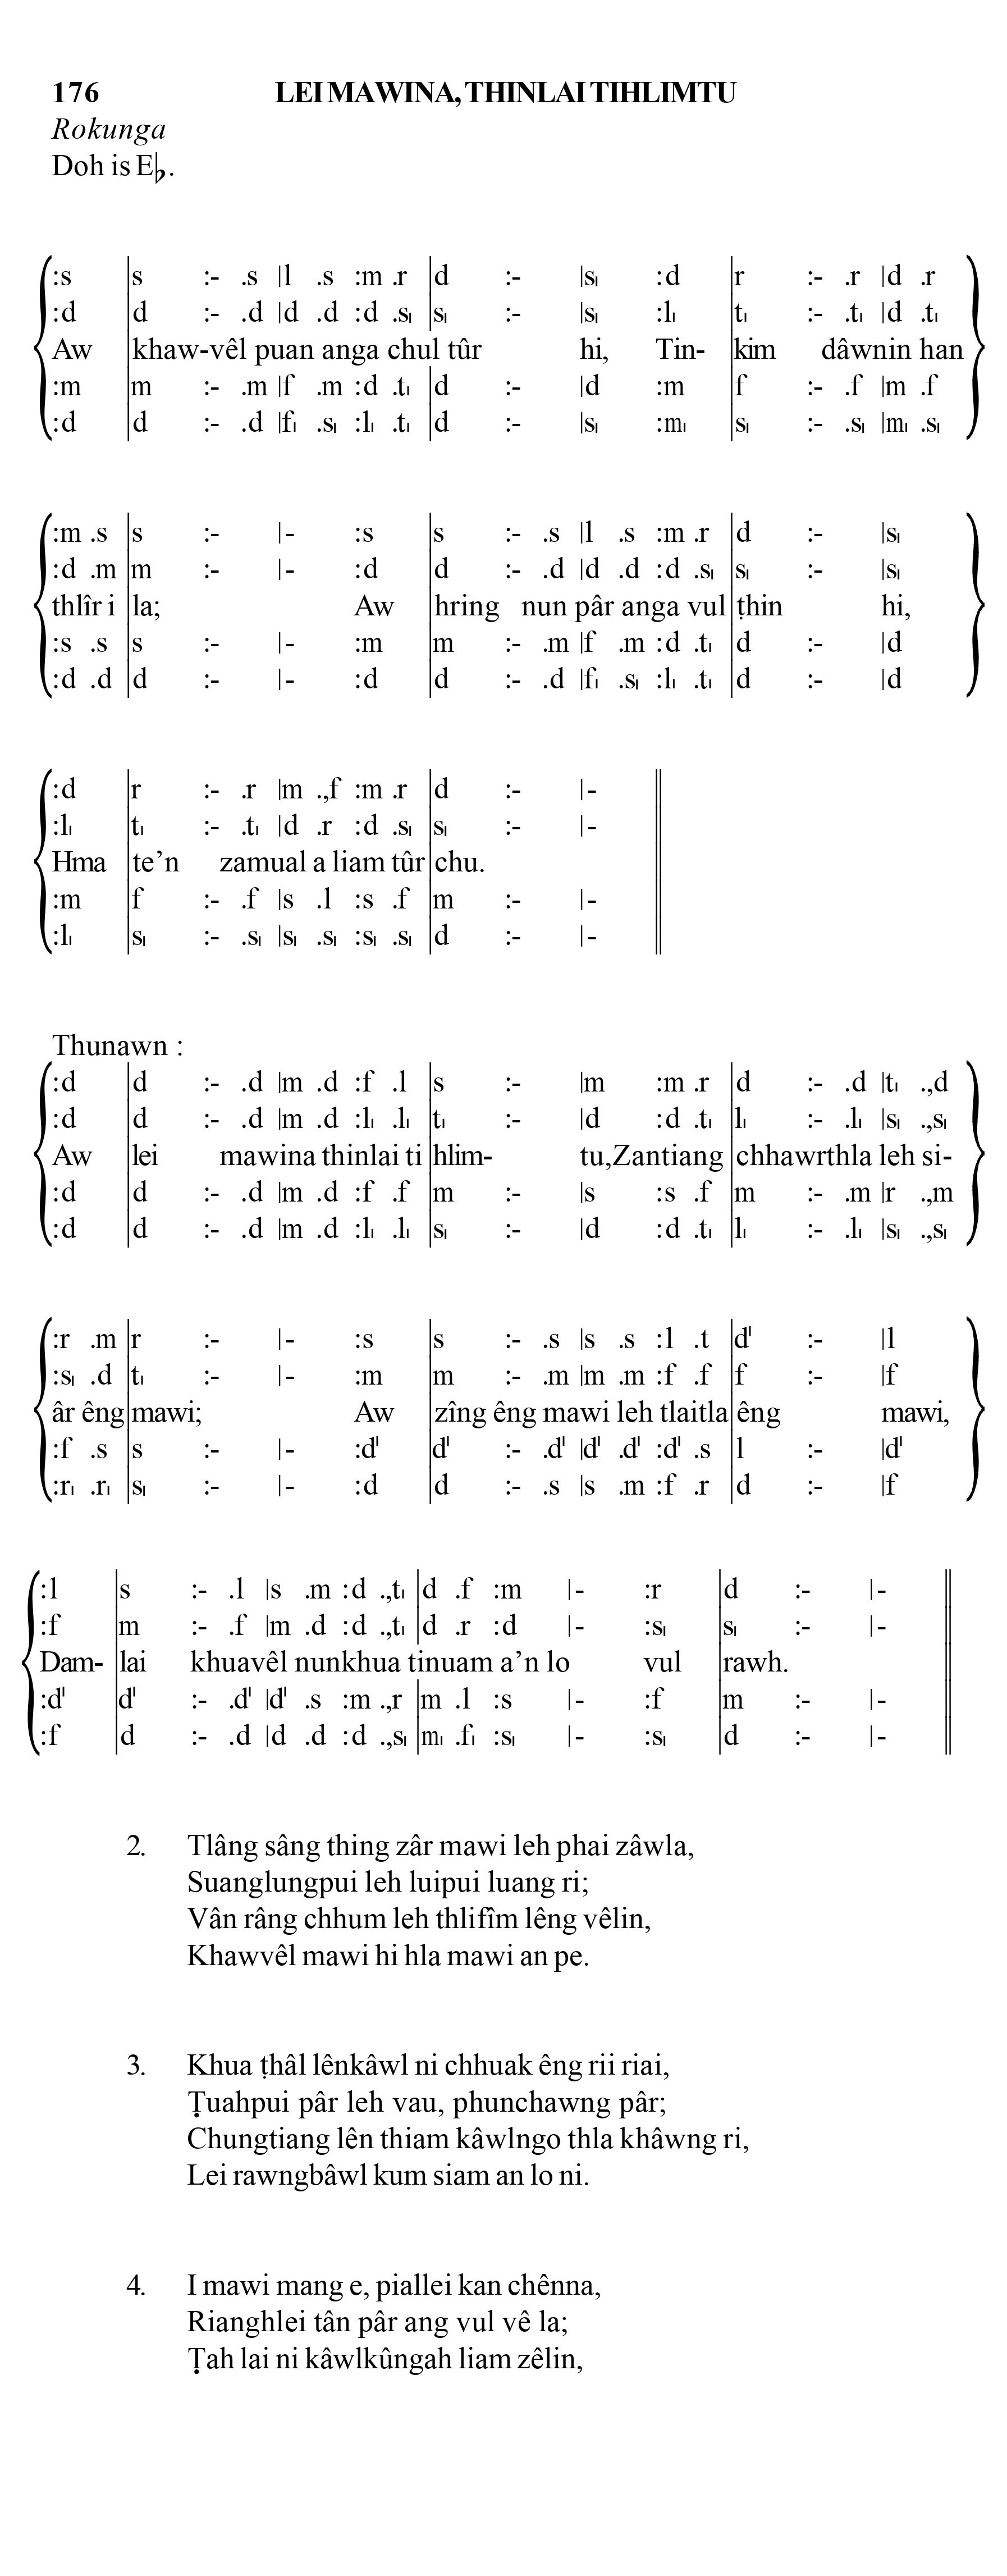 176 LEI MAWINA, THINLAI TIHLIMTU
Rokunga
Doh is E♭.
:s |s :- .s |l .s :m .r |d :- |s₁ :d |r :- .r |d .r
:d |d :- .d |d .d :d .s₁ |s₁ :- |s₁ :l₁ |t₁ :- .t₁ |d .t₁
Aw khaw-vêl puan anga chul tûr hi, Tin- kim dâwnin han
:m |m :- .m |f .m :d .t₁ |d :- |d :m |f :- .f |m .f
:d |d :- .d |f₁ .s₁ :l₁ .t₁ |d :- |s₁ :m₁ |s₁ :- .s₁ |m₁ .s₁
:m .s |s :- |- :s |s :- .s |l .s :m .r |d :- |s₁
:d .m |m :- |- :d |d :- .d |d .d :d .s₁ |s₁ :- |s₁
thlîr i la; Aw hring nun pâr anga vul ṭhin hi,
:s .s |s :- |- :m |m :- .m |f .m :d .t₁ |d :- |d
:d .d |d :- |- :d |d :- .d |f₁ .s₁ :l₁ .t₁ |d :- |d
:d |r :- .r |m .,f :m .r |d :- |-
:l₁ |t₁ :- .t₁ |d .r :d .s₁ |s₁ :- |-
Hma te’n zamual a liam tûr chu.
:m |f :- .f |s .l :s .f |m :- |-
:l₁ |s₁ :- .s₁ |s₁ .s₁ :s₁ .s₁ |d :- |-
Thunawn :
:d |d :- .d |m .d :f .l |s :- |m :m .r |d :- .d |t₁ .,d
:d |d :- .d |m .d :l₁ .l₁ |t₁ :- |d :d .t₁ |l₁ :- .l₁ |s₁ .,s₁
Aw lei mawina thinlai ti hlim- tu,Zantiang chhawrthla leh si-
:d |d :- .d |m .d :f .f |m :- |s :s .f |m :- .m |r .,m
:d |d :- .d |m .d :l₁ .l₁ |s₁ :- |d :d .t₁ |l₁ :- .l₁ |s₁ .,s₁
:r .m |r :- |- :s |s :- .s |s .s :l .t |d' :- |l
:s₁ .d |t₁ :- |- :m |m :- .m |m .m :f .f |f :- |f
âr êng mawi; Aw zîng êng mawi leh tlaitla êng mawi,
:f .s |s :- |- :d' |d' :- .d' |d' .d' :d' .s |l :- |d'
:r₁ .r₁ |s₁ :- |- :d |d :- .s |s .m :f .r |d :- |f
:l |s :- .l |s .m :d .,t₁ |d .f :m |- :r |d :- |-
:f |m :- .f |m .d :d .,t₁ |d .r :d |- :s₁ |s₁ :- |-
Dam- lai khuavêl nunkhua tinuam a’n lo vul rawh.
:d' |d' :- .d' |d' .s :m .,r |m .l :s |- :f |m :- |-
:f |d :- .d |d .d :d .,s₁ |m₁ .f₁ :s₁ |- :s₁ |d :- |-
2. Tlâng sâng thing zâr mawi leh phai zâwla,
Suanglungpui leh luipui luang ri;
Vân râng chhum leh thlifîm lêng vêlin,
Khawvêl mawi hi hla mawi an pe.
3. Khua ṭhâl lênkâwl ni chhuak êng rii riai,
Ṭuahpui pâr leh vau, phunchawng pâr;
Chungtiang lên thiam kâwlngo thla khâwng ri,
Lei rawngbâwl kum siam an lo ni.
4. I mawi mang e, piallei kan chênna,
Rianghlei tân pâr ang vul vê la;
Ṭah lai ni kâwlkûngah liam zêlin,